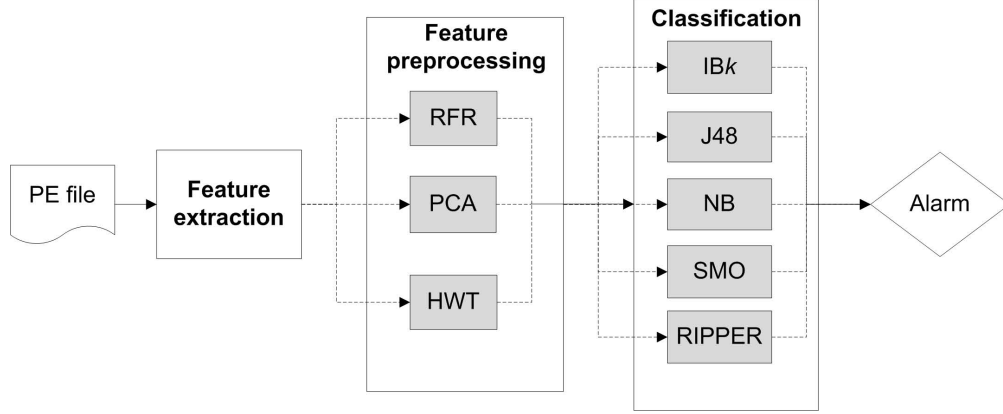 PE file
Feature
extraction
Feature
preprocessing
RFR
PCA
HWT
Classification
IBk
J48
NB
SMO
RIPPER
Alarm